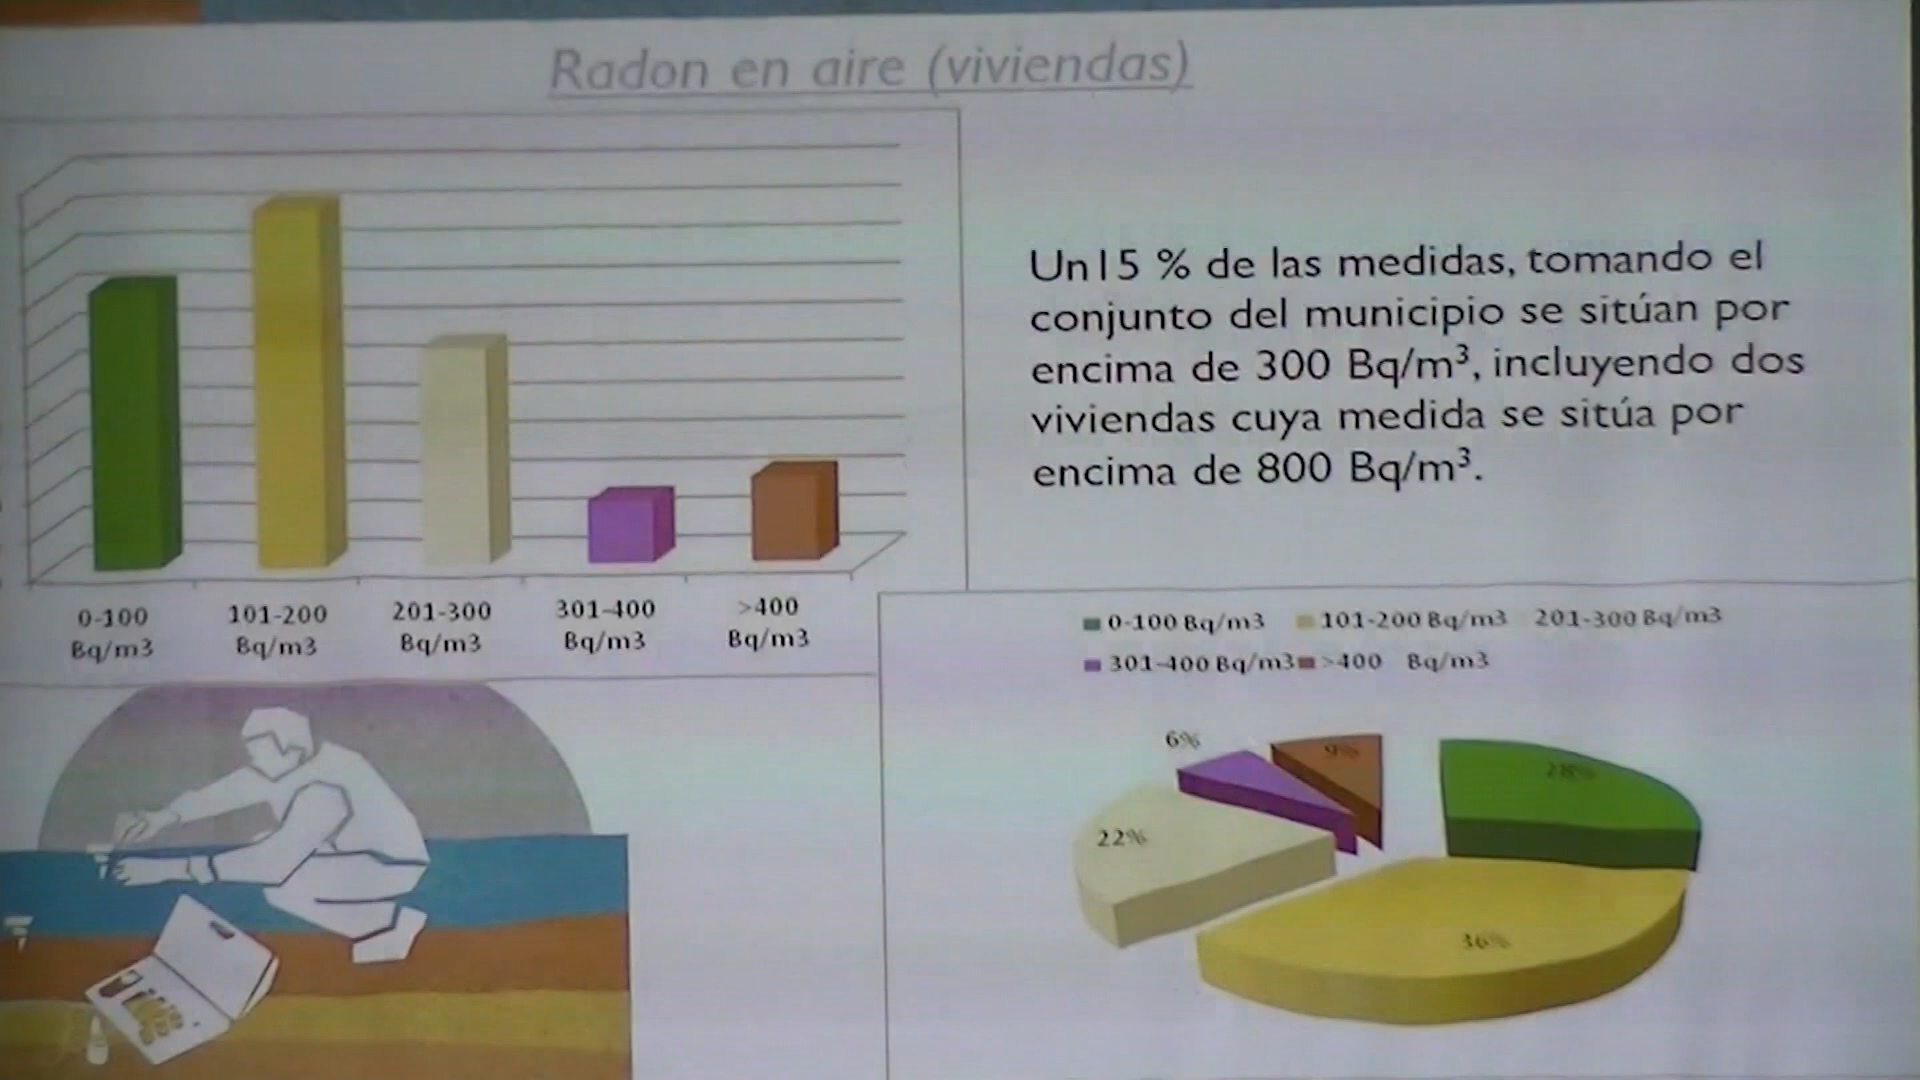 Radon en aire (viviendas)
Un15 % de las medidas, tomando el
conjunto del municipio se sitúan por
encima de 300 Bq/m³, incluyendo dos
viviendas cuya medida se sitúa por
encima de 800 Bq/m³.
0-100 Bq/m3
101-200 Bq/m3
201-300 Bq/m3
301-400 Bq/m3
>400 Bq/m3
0-100 Bq/m3 101-200 Bq/m3 201-300 Bq/m3
301-400 Bq/m3 >400 Bq/m3
6%
9%
28%
22%
36%